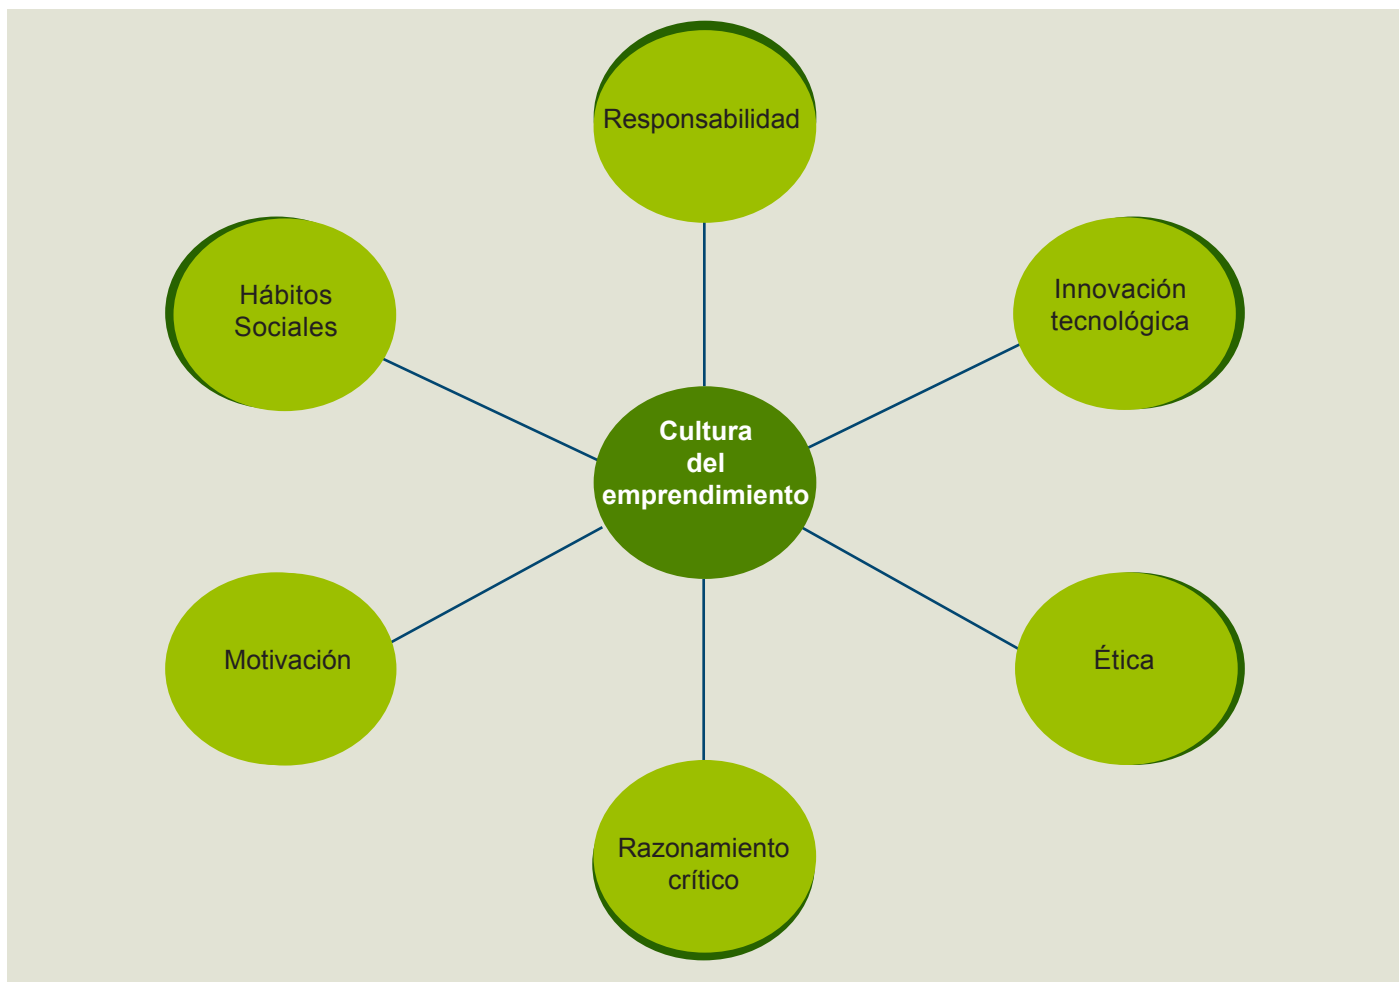 Responsabilidad
Hábitos
Sociales
Innovación
tecnológica
Cultura
del
emprendimiento
Motivación
Ética
Razonamiento
crítico